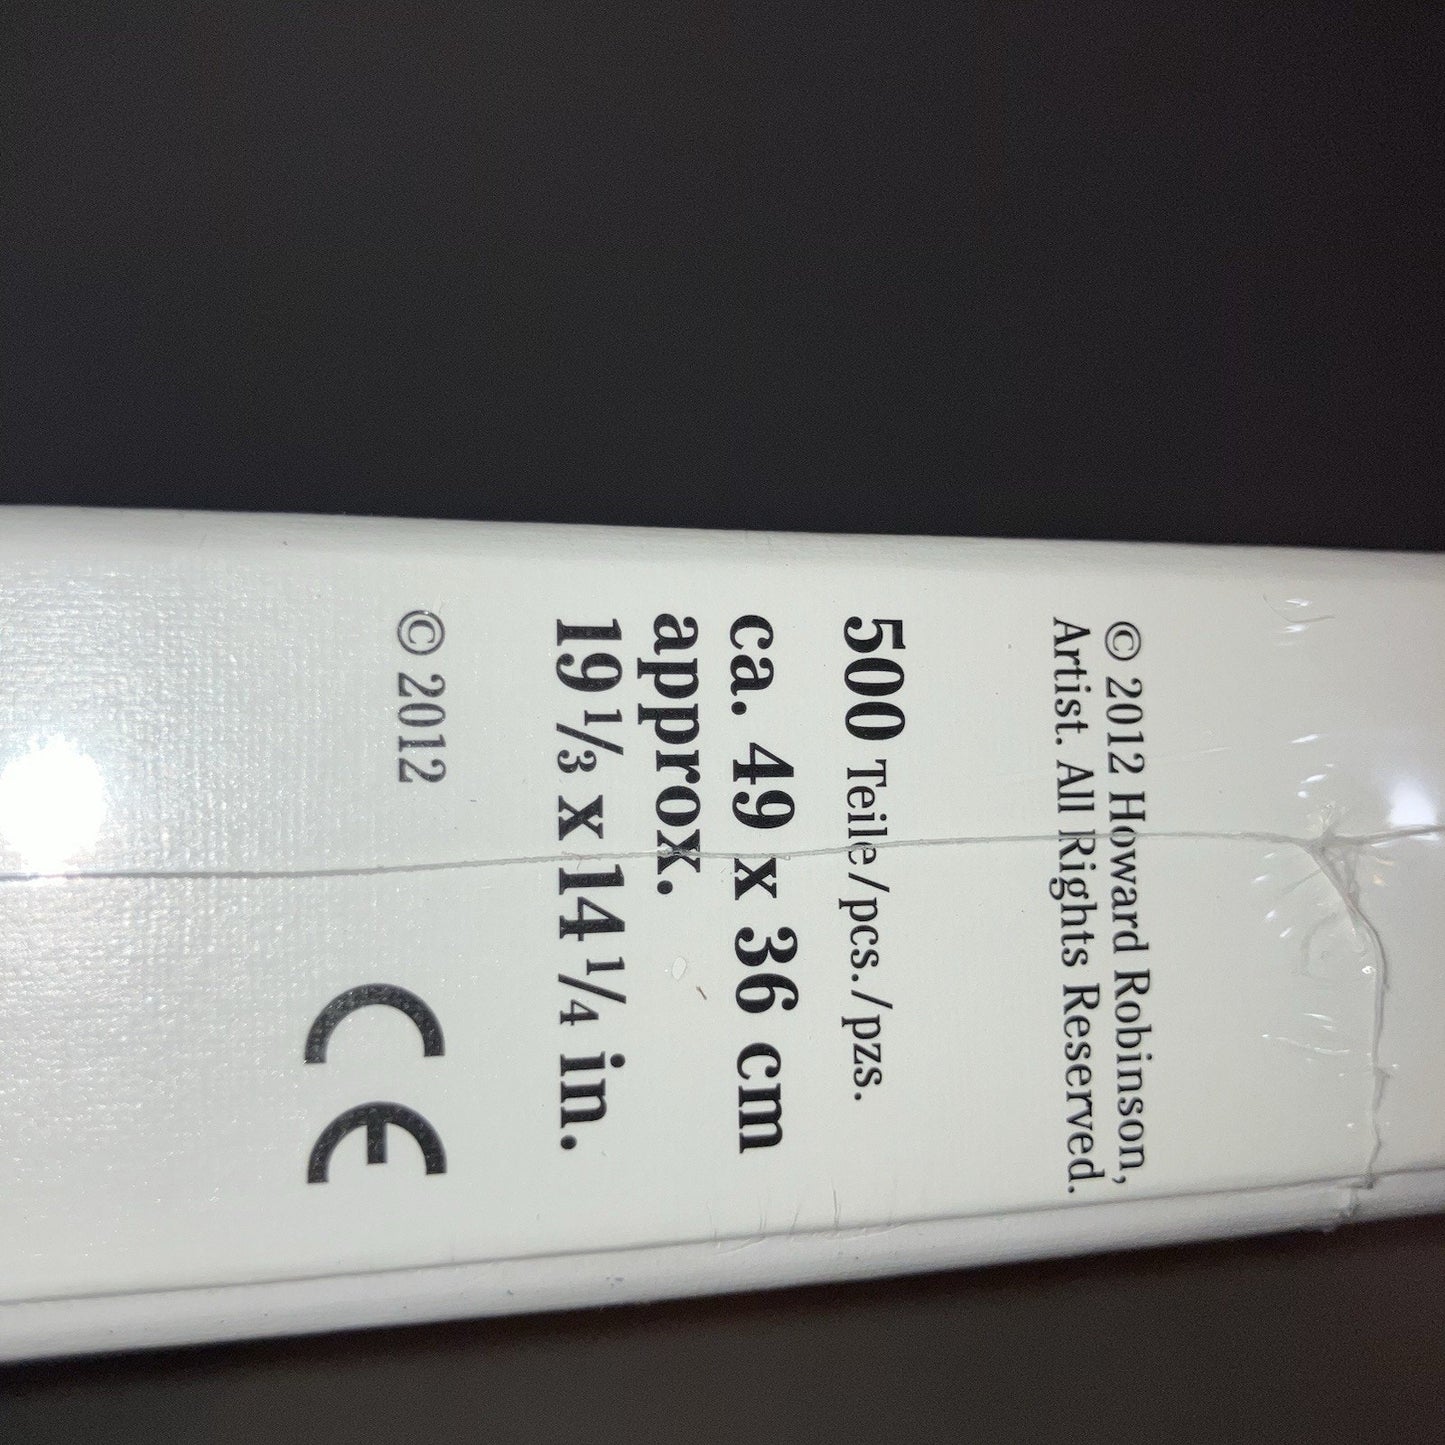 © 2012 Howard Robinson,
Artist. All Rights Reserved.
500 Teile/pcs./pzs.
ca. 49 x 36 cm
approx.
19 1/3 x 14 1/4 in.
© 2012
CE